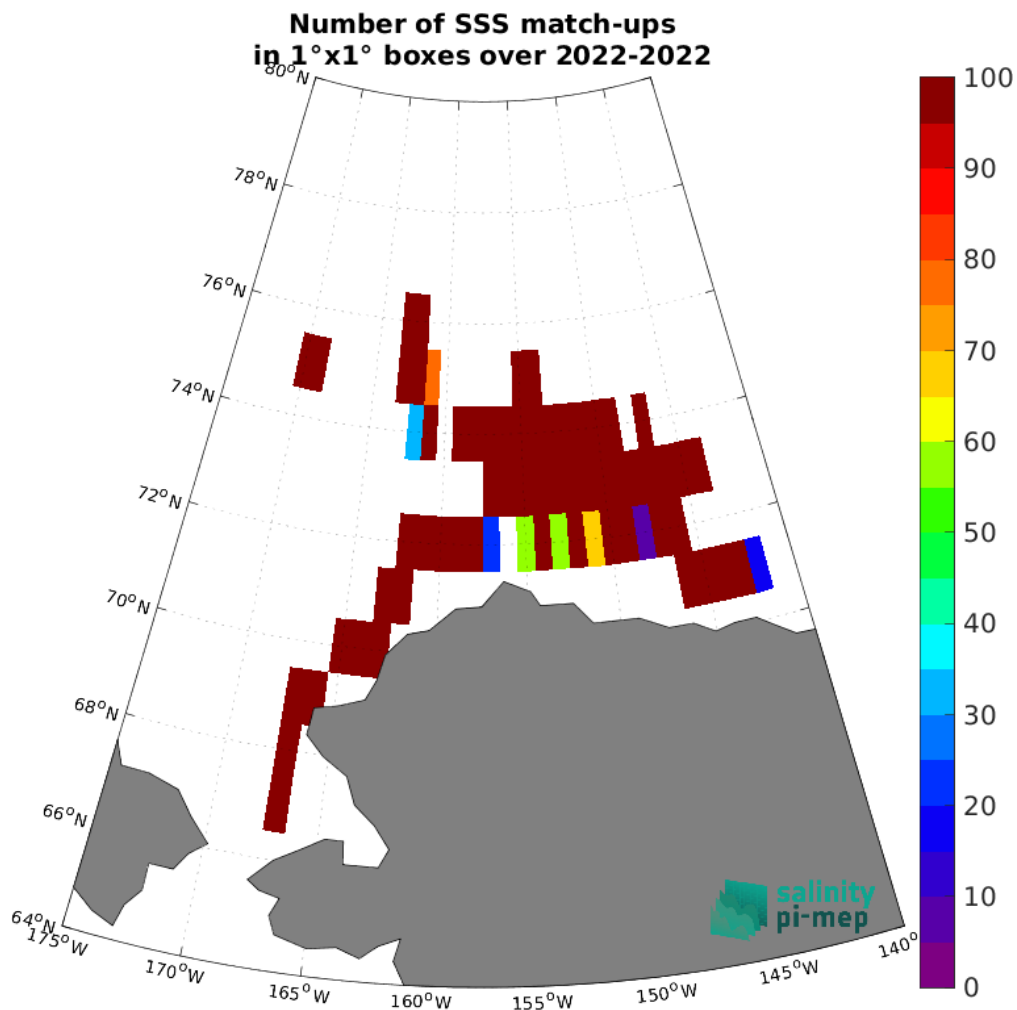 Number of SSS match-ups
in 1°x1° boxes over 2022-2022
80°N
78°N
76°N
74°N
72°N
70°N
68°N
66°N
64°N
175°W
170°W
165°W
160°W
155°W
150°W
145°W
140°
100
90
80
70
60
50
40
30
20
10
0
salinity
pi-mep